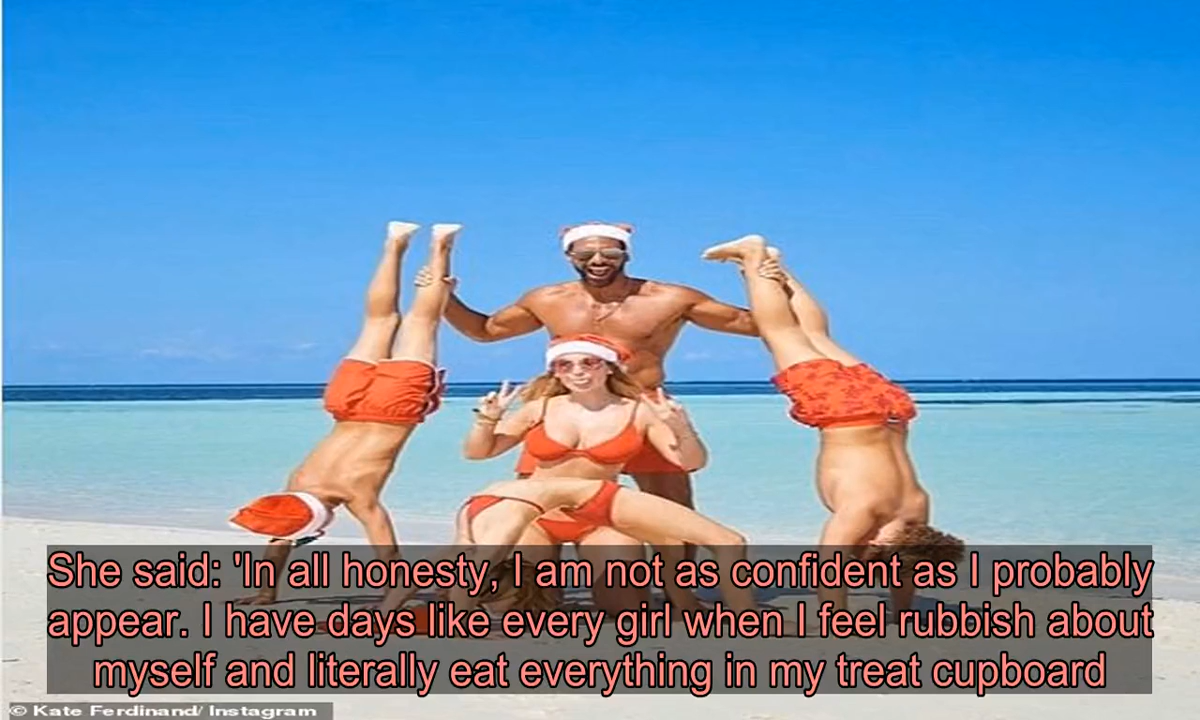 She said: 'In all honesty, I am not as confident as I probably
appear. I have days like every girl when I feel rubbish about
myself and literally eat everything in my treat cupboard
© Kate Ferdinand/ Instagram